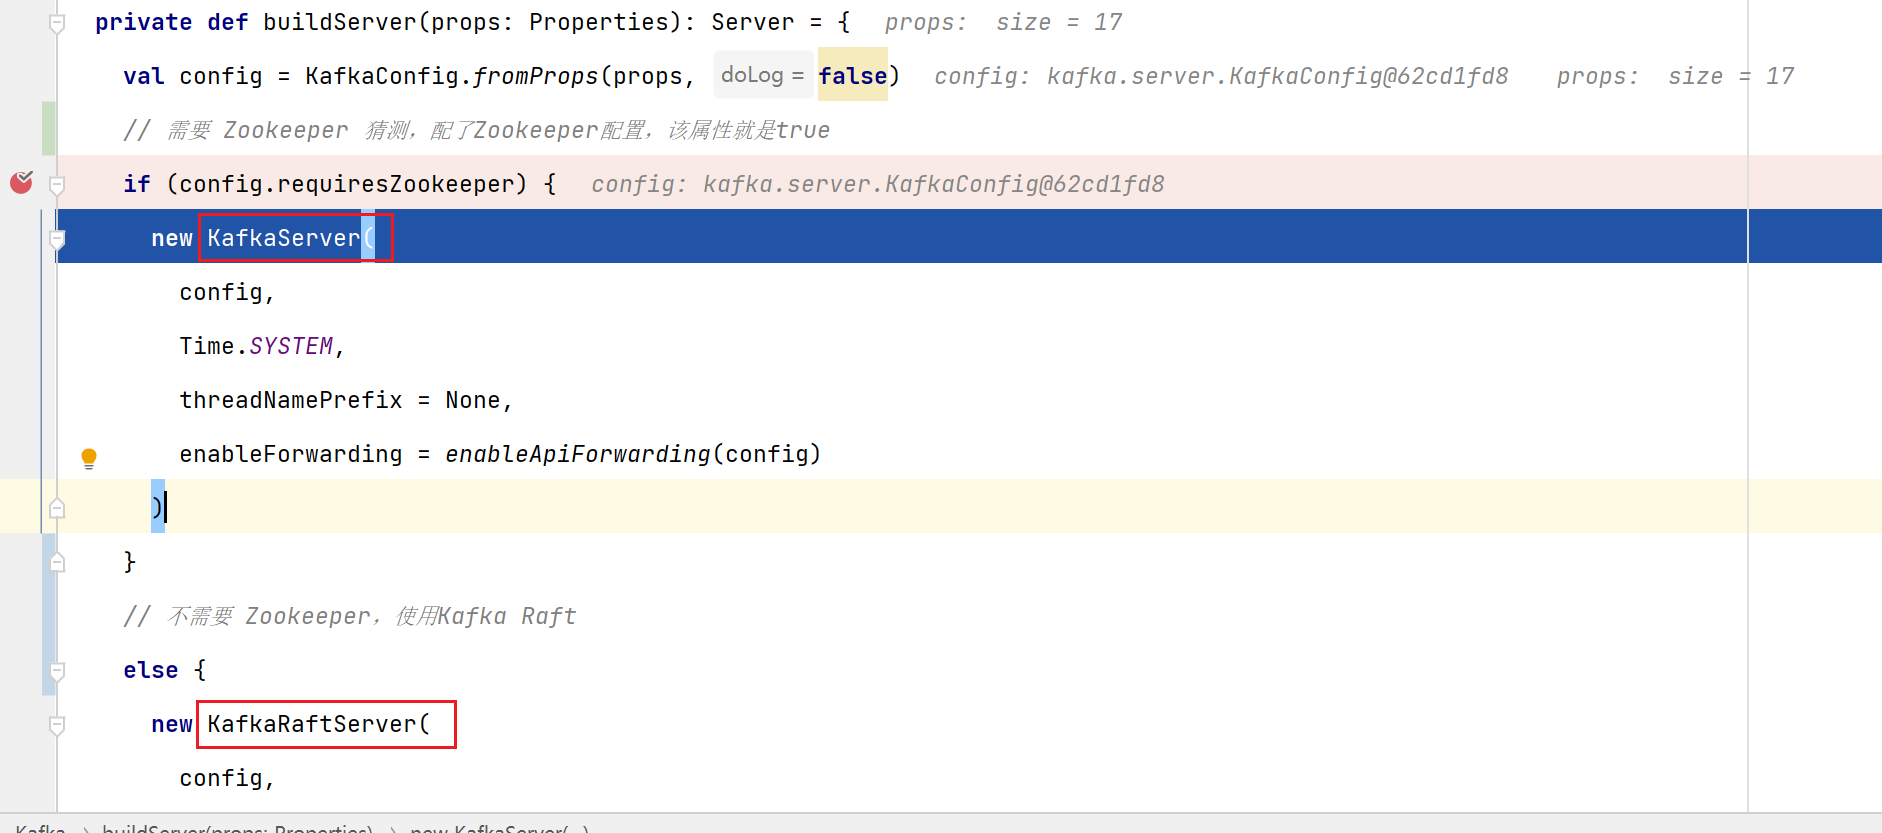 private def buildServer(props: Properties): Server = {   props:  size = 17
val config = KafkaConfig.fromProps(props, doLog = false)   config: kafka.server.KafkaConfig@62cd1fd8   props:  size = 17
// 需要 Zookeeper 猜测，配了Zookeeper配置，该属性就是true
if (config.requiresZookeeper) {   config: kafka.server.KafkaConfig@62cd1fd8
new KafkaServer(
config,
Time.SYSTEM,
threadNamePrefix = None,
enableForwarding = enableApiForwarding(config)
)
}
// 不需要 Zookeeper，使用Kafka Raft
else {
new KafkaRaftServer(
config,
Kafka > buildServer(props: Properties) > new KafkaServer(...)